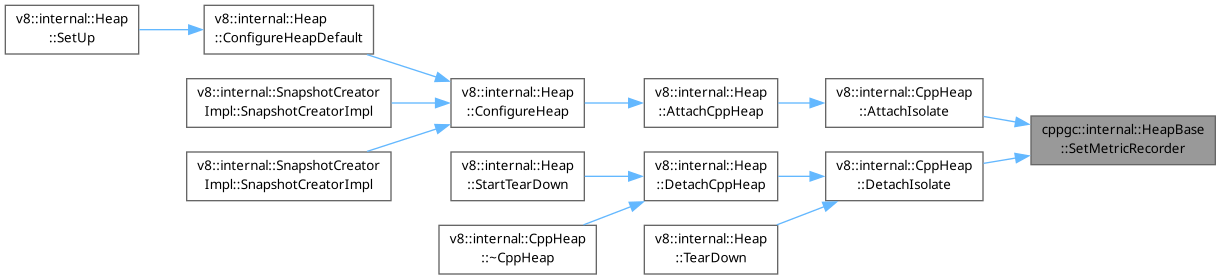 v8::internal::Heap
::SetUp
v8::internal::Heap
::ConfigureHeapDefault
v8::internal::SnapshotCreator
Impl::SnapshotCreatorImpl
v8::internal::Heap
::ConfigureHeap
v8::internal::Heap
::AttachCppHeap
v8::internal::CppHeap
::AttachIsolate
cppgc::internal::HeapBase
::SetMetricRecorder
v8::internal::SnapshotCreator
Impl::SnapshotCreatorImpl
v8::internal::Heap
::StartTearDown
v8::internal::Heap
::DetachCppHeap
v8::internal::CppHeap
::DetachIsolate
v8::internal::CppHeap
::~CppHeap
v8::internal::Heap
::TearDown